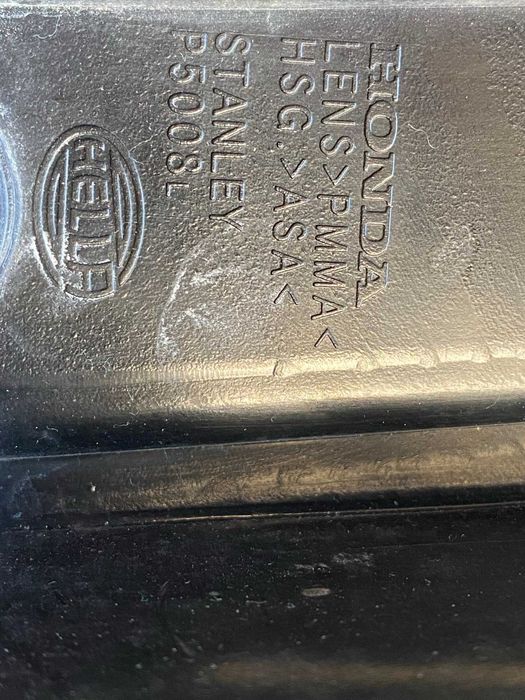 HONDA
LENS>PMMA<
HSG.>ASA<
STANLEY
P5008L
HELLA